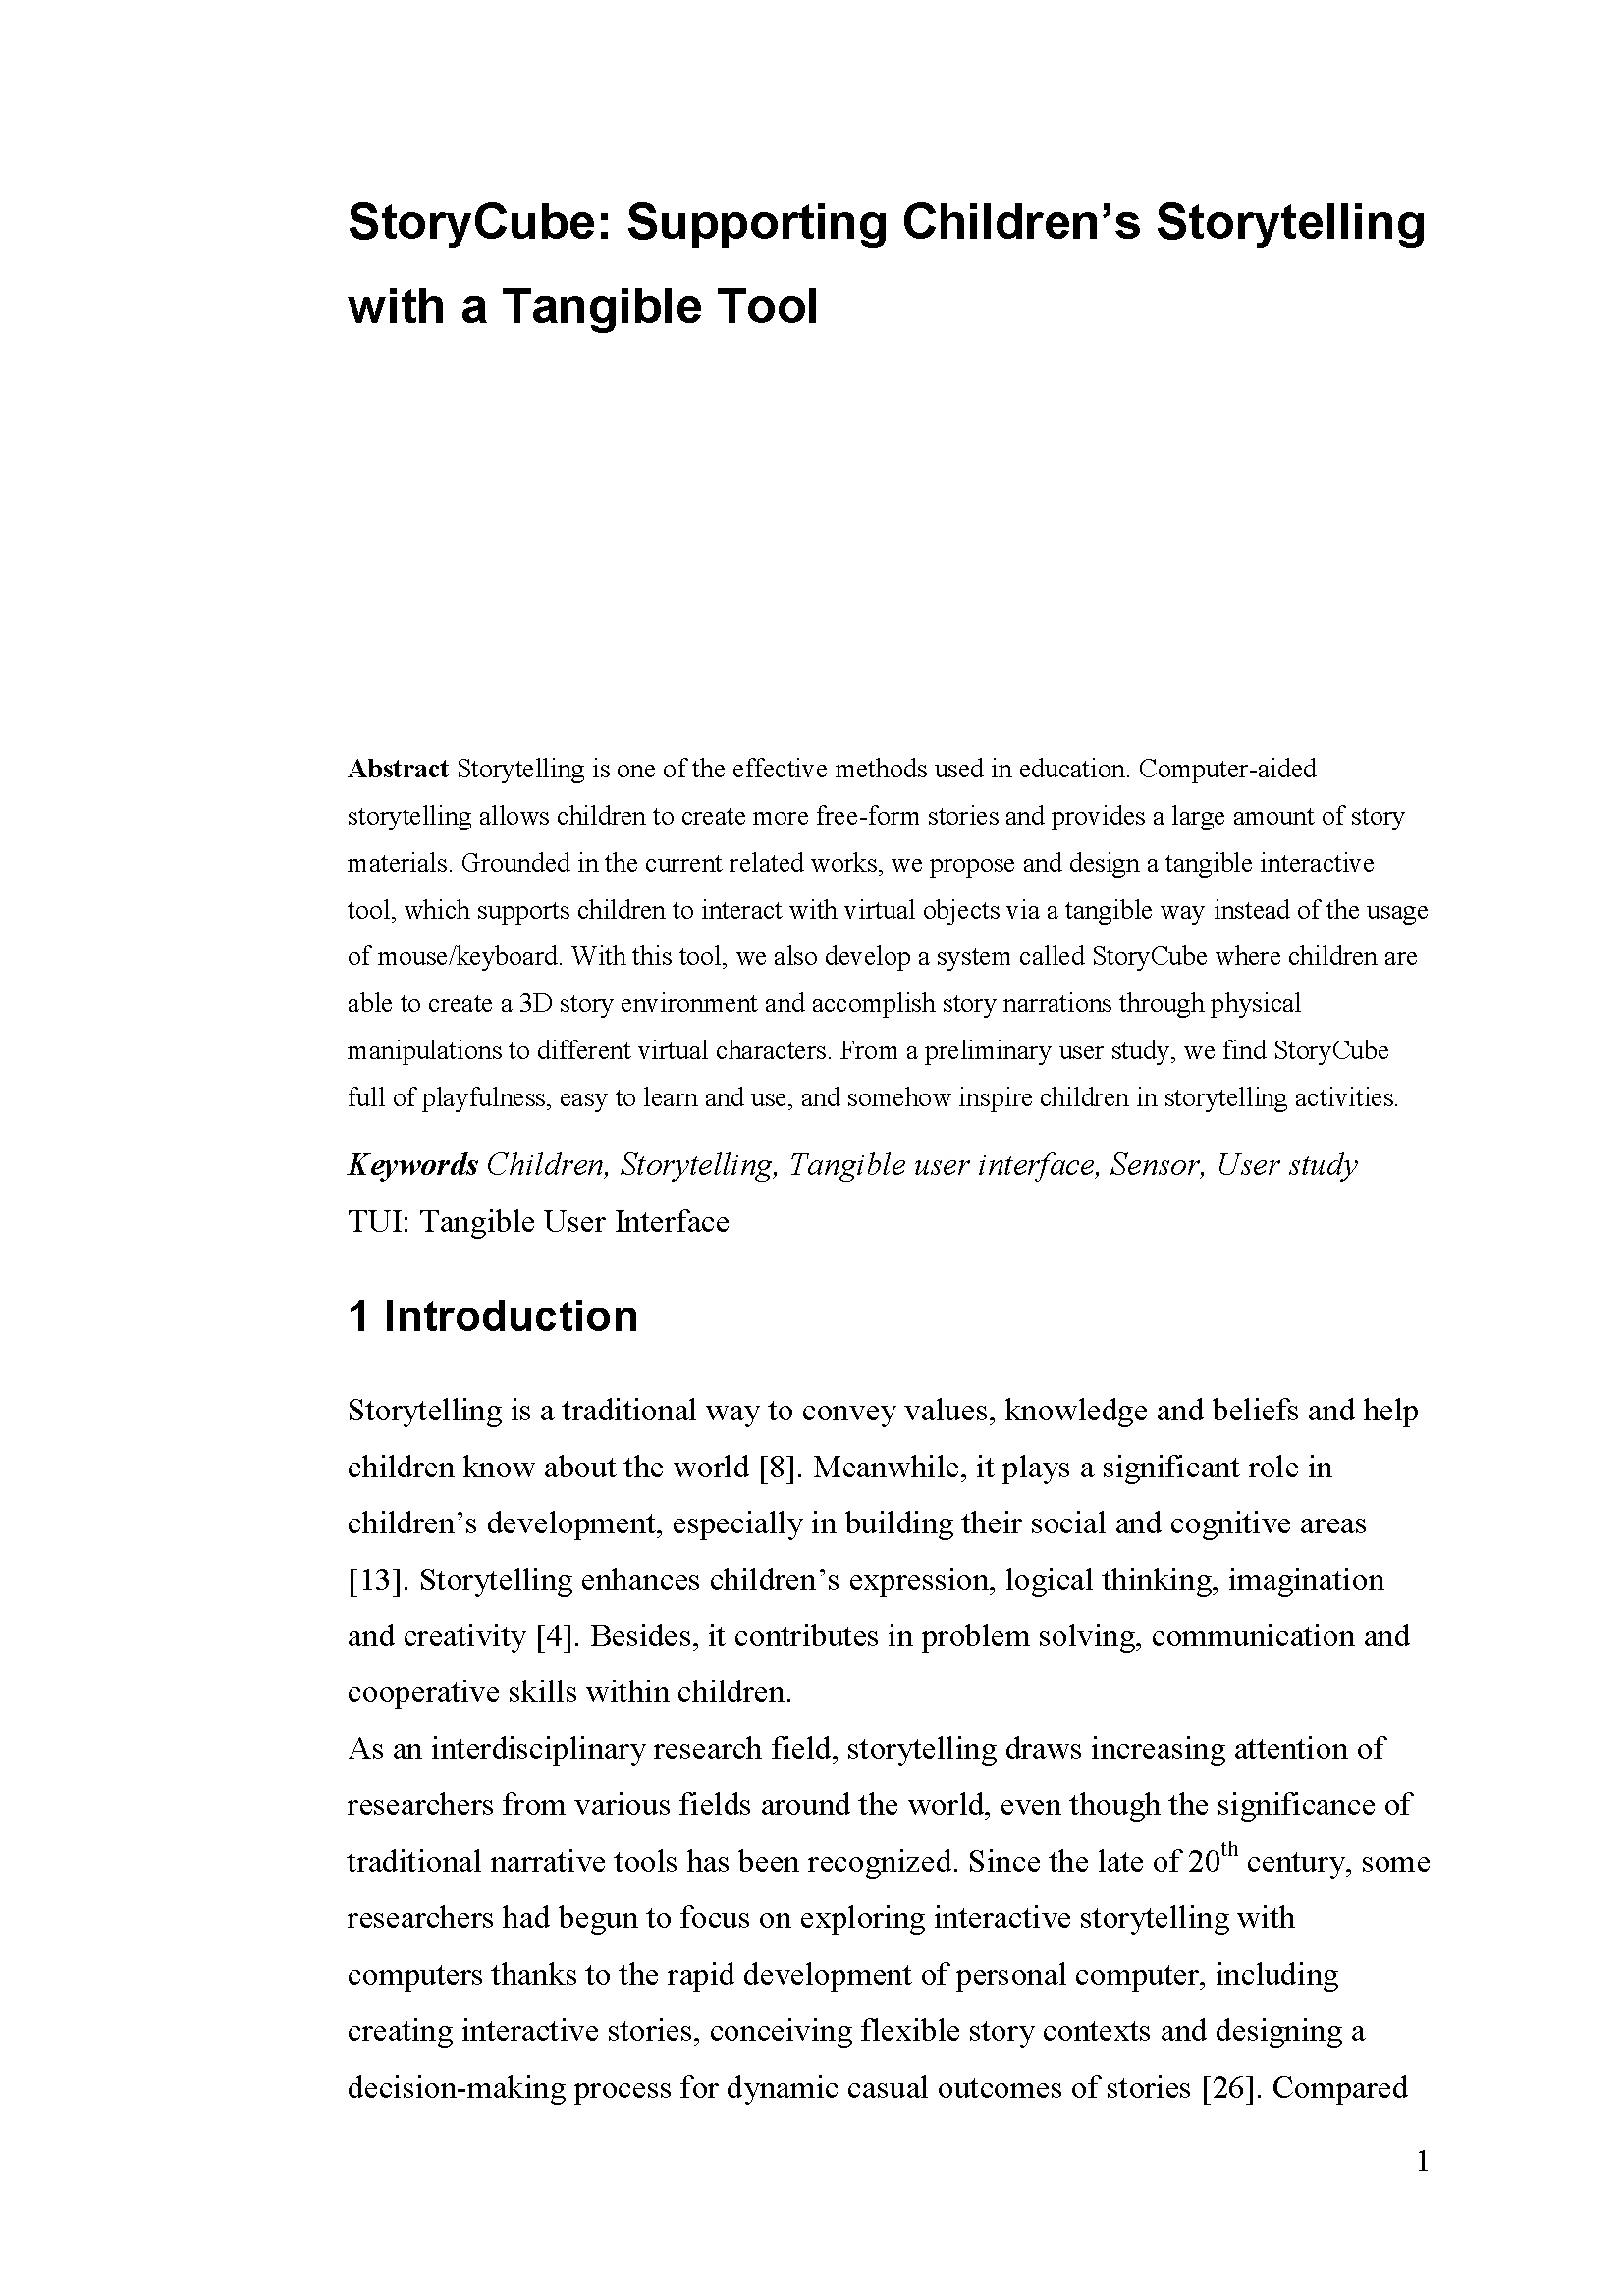 StoryCube: Supporting Children’s Storytelling
with a Tangible Tool
Abstract Storytelling is one of the effective methods used in education. Computer-aided
storytelling allows children to create more free-form stories and provides a large amount of story
materials. Grounded in the current related works, we propose and design a tangible interactive
tool, which supports children to interact with virtual objects via a tangible way instead of the usage
of mouse/keyboard. With this tool, we also develop a system called StoryCube where children are
able to create a 3D story environment and accomplish story narrations through physical
manipulations to different virtual characters. From a preliminary user study, we find StoryCube
full of playfulness, easy to learn and use, and somehow inspire children in storytelling activities.
Keywords Children, Storytelling, Tangible user interface, Sensor, User study
TUI: Tangible User Interface
1 Introduction
Storytelling is a traditional way to convey values, knowledge and beliefs and help
children know about the world [8]. Meanwhile, it plays a significant role in
children’s development, especially in building their social and cognitive areas
[13]. Storytelling enhances children’s expression, logical thinking, imagination
and creativity [4]. Besides, it contributes in problem solving, communication and
cooperative skills within children.
As an interdisciplinary research field, storytelling draws increasing attention of
researchers from various fields around the world, even though the significance of
traditional narrative tools has been recognized. Since the late of 20th century, some
researchers had begun to focus on exploring interactive storytelling with
computers thanks to the rapid development of personal computer, including
creating interactive stories, conceiving flexible story contexts and designing a
decision-making process for dynamic casual outcomes of stories [26]. Compared
1